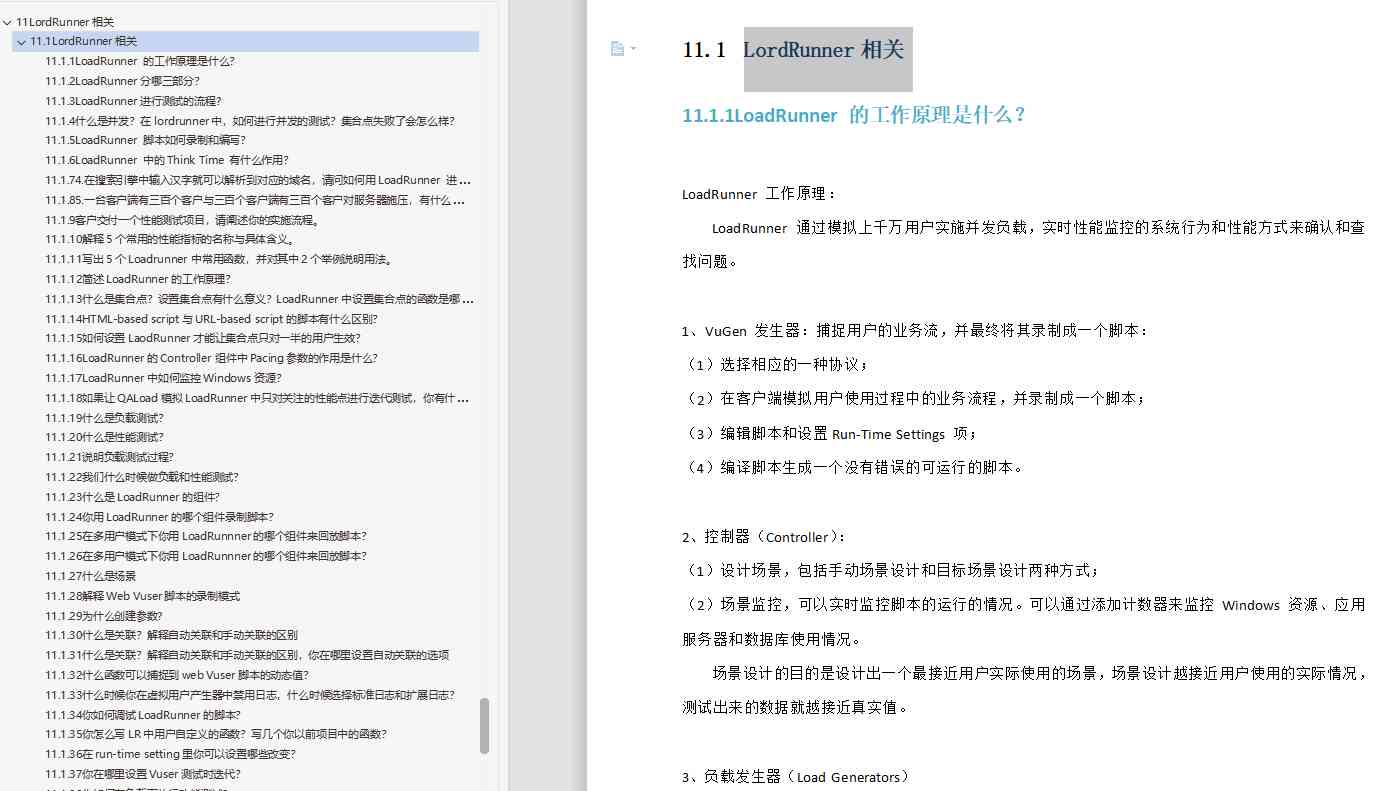 11LordRunner 相关
11.1LordRunner 相关
11.1.1LoadRunner 的工作原理是什么?
11.1.2LoadRunner 分哪三部分?
11.1.3LoadRunner 进行测试的流程?
11.1.4什么是并发? 在 lordrunner 中，如何进行并发的测试? 集合点失败了会怎么样?
11.1.5LoadRunner 脚本如何录制和编写?
11.1.6LoadRunner 中的 Think Time 有什么作用?
11.1.74.在搜索引擎中输入汉字就可以解析到对应的域名，请问如何用 LoadRunner 进 ...
11.1.85.一台客户端有三百个客户与三百个客户端有三百个客户对服务器施压，有什么 ...
11.1.9客户交付一个性能测试项目，请阐述你的实施流程。
11.1.10解释 5 个常用的性能指标的名称与具体含义。
11.1.11写出 5 个 Loadrunner 中常用函数，并对其中 2 个举例说明用法。
11.1.12简述 LoadRunner 的工作原理?
11.1.13什么是集合点? 设置集合点有什么意义? LoadRunner 中设置集合点的函数是哪 ...
11.1.14HTML-based script 与 URL-based script 的脚本有什么区别?
11.1.15如何设置 LaodRunner 才能让集合点只对一半的用户生效?
11.1.16LoadRunner 的 Controller 组件中 Pacing 参数的作用是什么?
11.1.17LoadRunner 中如何监控 Windows 资源?
11.1.18如果让 QALoad 模拟 LoadRunner 中只对关注的性能点进行迭代测试，你有什 ...
11.1.19什么是负载测试?
11.1.20什么是性能测试?
11.1.21说明负载测试过程?
11.1.22我们什么时候做负载和性能测试?
11.1.23什么是 LoadRunner 的组件?
11.1.24你用 LoadRunner 的哪个组件录制脚本?
11.1.25在多用户模式下你用 LoadRunnner 的哪个组件来回放脚本?
11.1.26在多用户模式下你用 LoadRunnner 的哪个组件来回放脚本?
11.1.27什么是场景
11.1.28解释 Web Vuser 脚本的录制模式
11.1.29为什么创建参数?
11.1.30什么是关联? 解释自动关联和手动关联的区别
11.1.31什么是关联? 解释自动关联和手动关联的区别，你在哪里设置自动关联的选项
11.1.32什么函数可以捕捉到 web Vuser 脚本的动态值?
11.1.33什么时候你在虚拟用户产生器中禁用日志，什么时候选择标准日志和扩展日志?
11.1.34你如何调试 LoadRunner 的脚本?
11.1.35你怎么写 LR 中用户自定义的函数? 写几个你以前项目中的函数?
11.1.36在 run-time setting 里你可以设置哪些改变?
11.1.37你在哪里设置 Vuser 测试时迭代?
11.1 LordRunner 相关
11.1.1LoadRunner 的工作原理是什么?
LoadRunner 工作原理：
LoadRunner 通过模拟上千万用户实施并发负载，实时性能监控的系统行为和性能方式来确认和查
找问题。
1、VuGen 发生器：捕捉用户的业务流，并最终将其录制成一个脚本：
（1）选择相应的一种协议；
（2）在客户端模拟用户使用过程中的业务流程，并录制成一个脚本；
（3）编辑脚本和设置 Run-Time Settings 项；
（4）编译脚本生成一个没有错误的可运行的脚本。
2、控制器（Controller）：
（1）设计场景，包括手动场景设计和目标场景设计两种方式；
（2）场景监控，可以实时监控脚本的运行的情况。可以通过添加计数器来监控 Windows 资源、应用
服务器和数据库使用情况。
场景设计的目的是设计出一个最接近用户实际使用的场景，场景设计越接近用户使用的实际情况，
测试出来的数据就越接近真实值。
3、负载发生器（Load Generators）